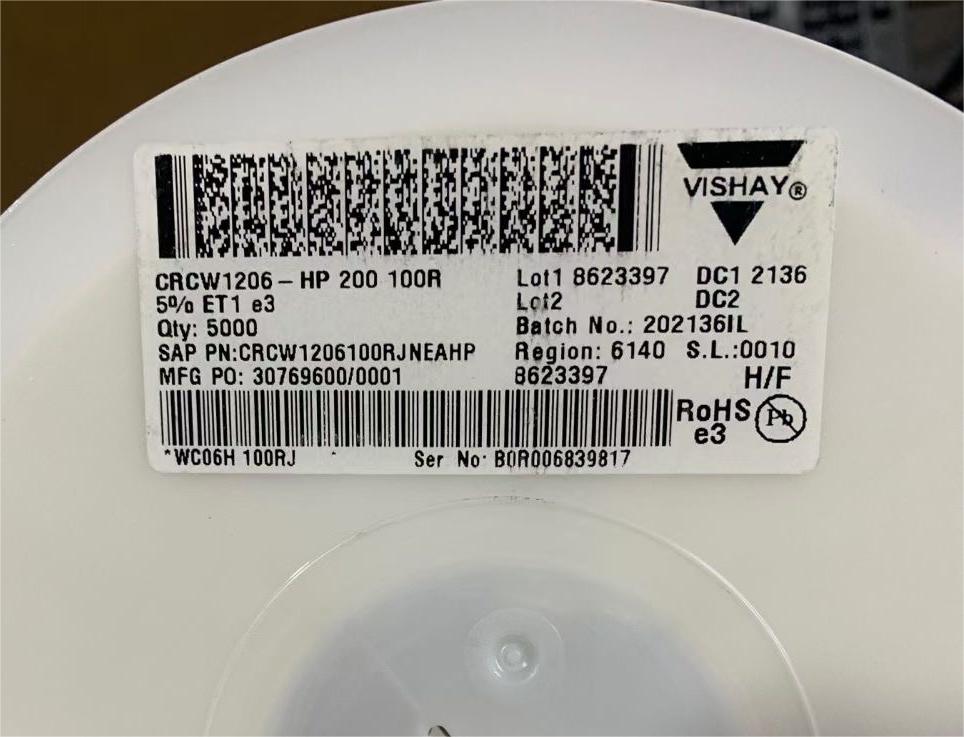 VISHAY®
CRCW1206-HP 200 100R
5% ET1 e3
Qty: 5000
SAP PN:CRCW1206100RJNEAHP
MFG PO: 30769600/0001
Lot1 8623397 DC1 2136
Lot2 DC2
Batch No.: 202136IL
Region: 6140 S.L.:0010
8623397 H/F
RoHS Pb
e3
*WC06H 100RJ
Ser No: B0R006839817